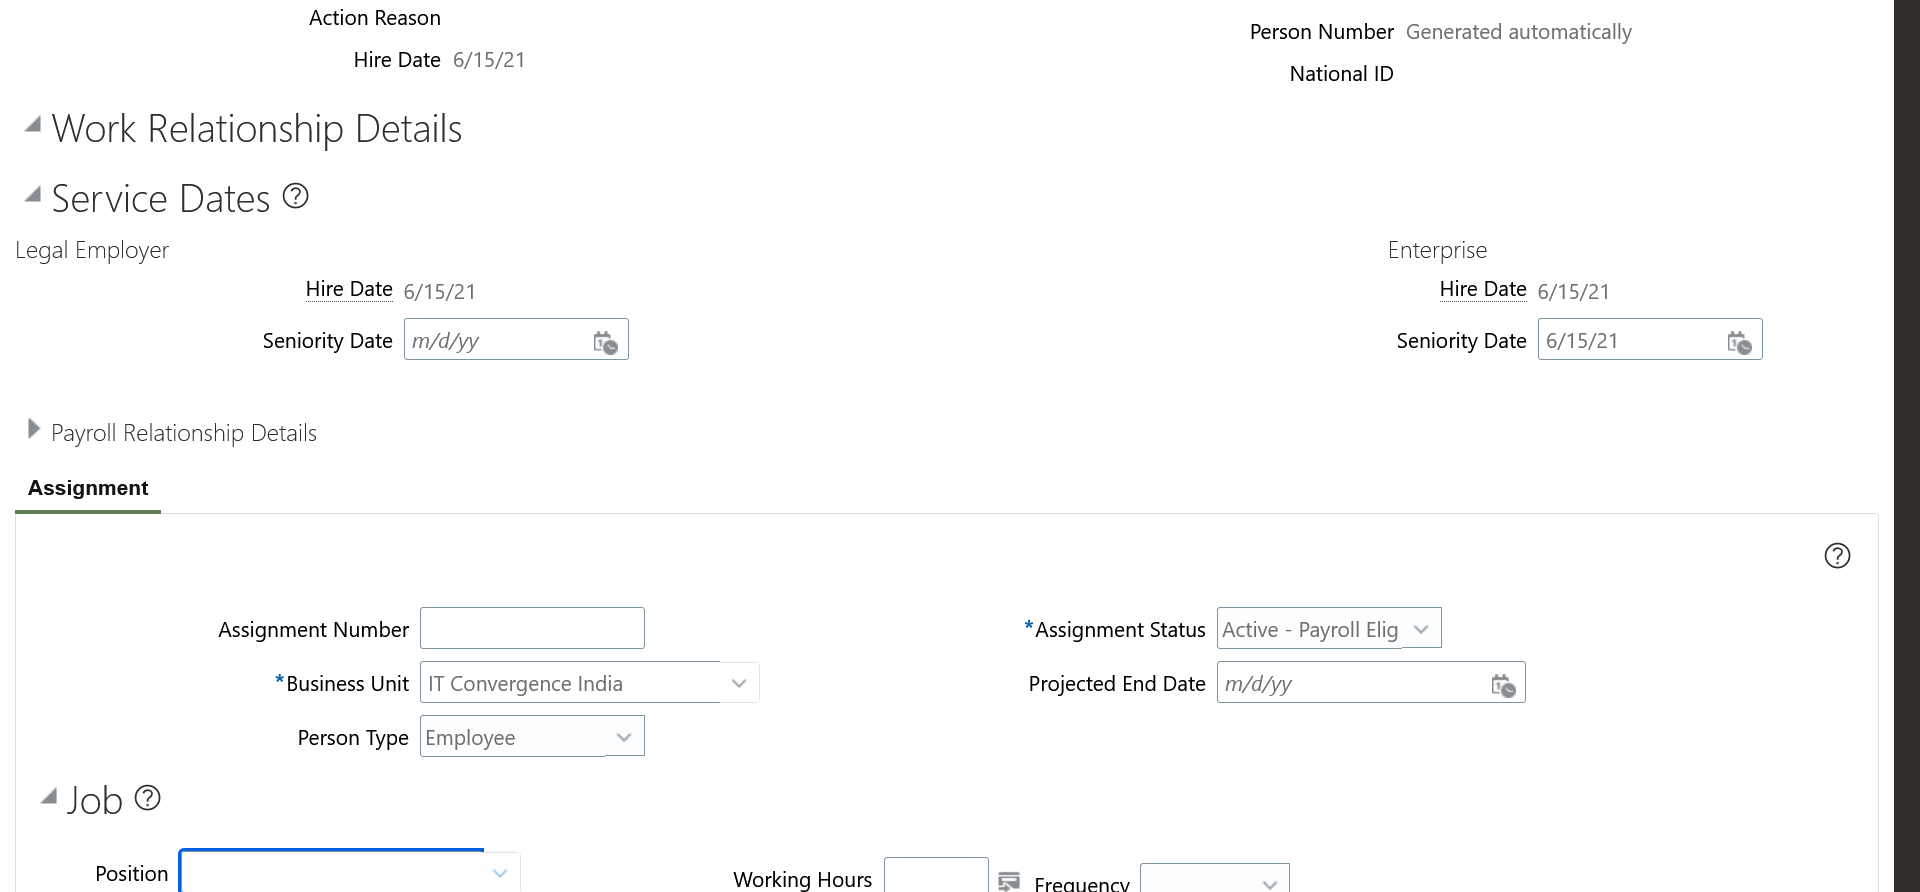 Action Reason
Hire Date 6/15/21
Person Number Generated automatically
National ID
Work Relationship Details
Service Dates
Legal Employer
Hire Date 6/15/21
Seniority Date m/d/yy
Enterprise
Hire Date 6/15/21
Seniority Date 6/15/21
Payroll Relationship Details
Assignment
Assignment Number
*Assignment Status Active - Payroll Elig
*Business Unit IT Convergence India
Projected End Date m/d/yy
Person Type Employee
Job
Position
Working Hours
Frequency